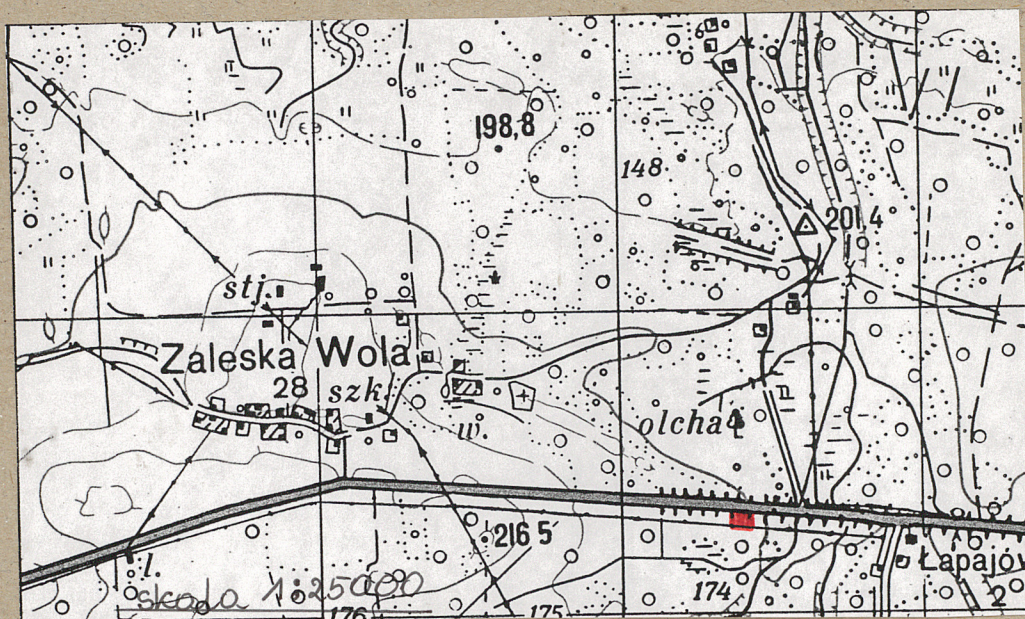 198,8
148
201,4
stj.
Zaleska Wola
28
szk.
w.
olcha
216 5
l.
Łapajów
skala 1:25000
174
2
176
175